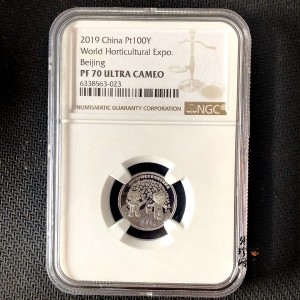 2019 China Pt100Y
World Horticultural Expo.
Beijing
PF 70 ULTRA CAMEO
6338563-023
NUMISMATIC GUARANTY CORPORATION
NGC